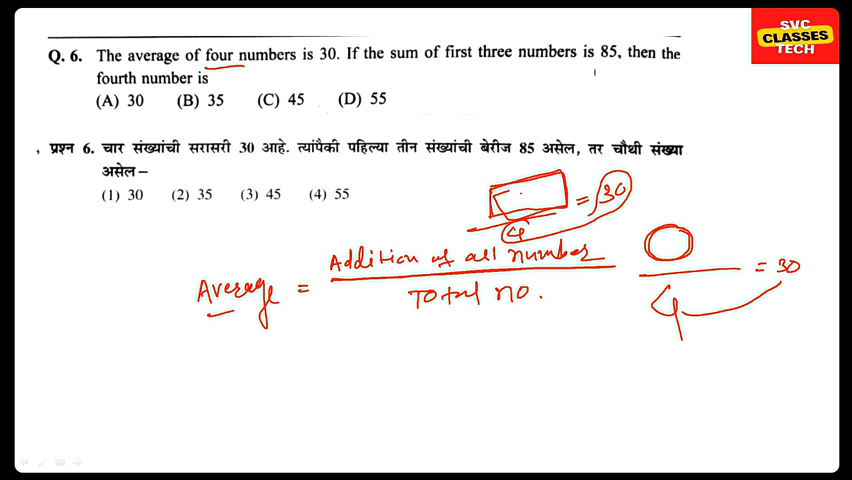 SVC
CLASSES
TECH
Q. 6. The average of four numbers is 30. If the sum of first three numbers is 85, then the
fourth number is
(A) 30 (B) 35 (C) 45 (D) 55
प्रश्न 6. चार संख्यांची सरासरी 30 आहे. त्यांपैकी पहिल्या तीन संख्यांची बेरीज 85 असेल, तर चौथी संख्या
असेल–
(1) 30 (2) 35 (3) 45 (4) 55
= 30
4
Average = Addition of all number
Total no.
= 30
4